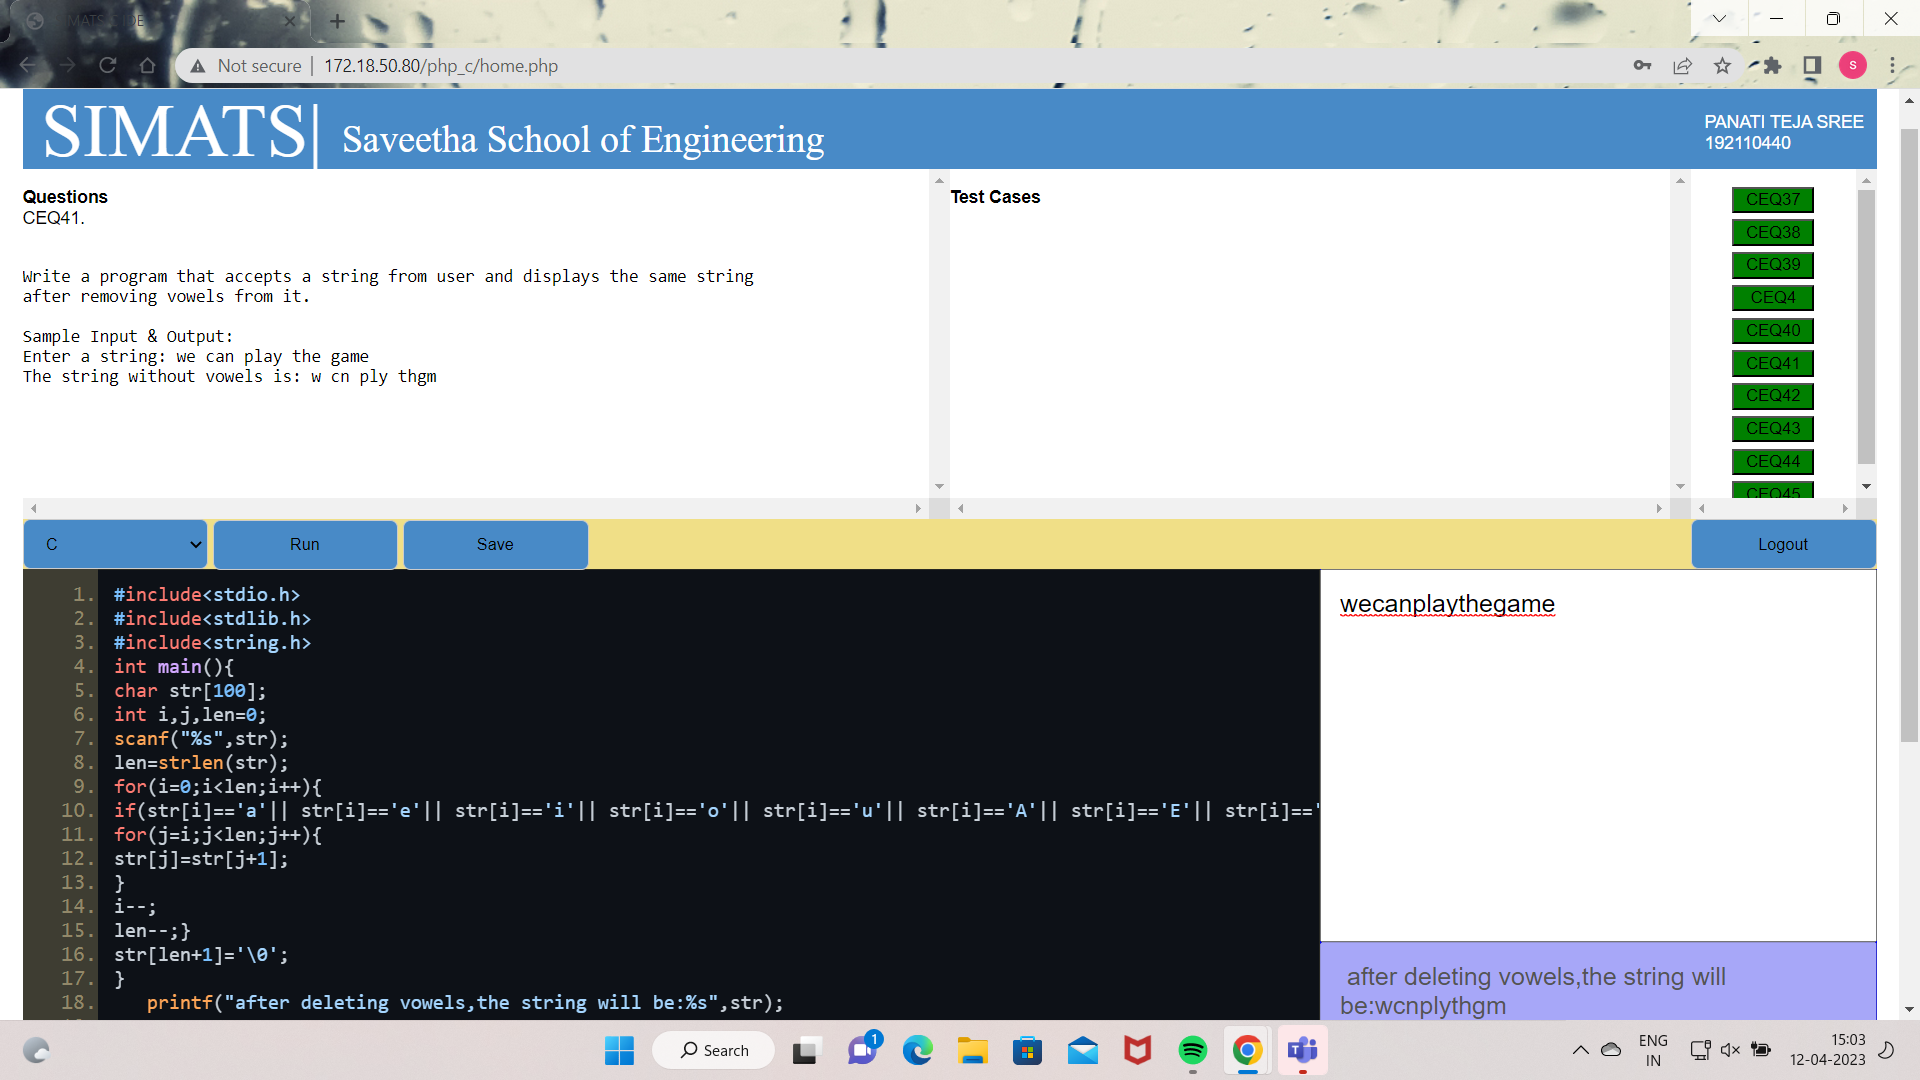 SIMATS C IDE
Not secure | 172.18.50.80/php_c/home.php
S
SIMATS| Saveetha School of Engineering
PANATI TEJA SREE
192110440
Questions
CEQ41.
Write a program that accepts a string from user and displays the same string
after removing vowels from it.
Sample Input & Output:
Enter a string: we can play the game
The string without vowels is: w cn ply thgm
Test Cases
CEQ37
CEQ38
CEQ39
CEQ4
CEQ40
CEQ41
CEQ42
CEQ43
CEQ44
CEQ45
C
Run
Save
Logout
1. #include<stdio.h>
2. #include<stdlib.h>
3. #include<string.h>
4. int main(){
5. char str[100];
6. int i,j,len=0;
7. scanf("%s",str);
8. len=strlen(str);
9. for(i=0;i<len;i++){
10. if(str[i]=='a'|| str[i]=='e'|| str[i]=='i'|| str[i]=='o'|| str[i]=='u'|| str[i]=='A'|| str[i]=='E'|| str[i]=='
11. for(j=i;j<len;j++){
12. str[j]=str[j+1];
13. }
14. i--;
15. len--;}
16. str[len+1]='\0';
17. }
18. printf("after deleting vowels,the string will be:%s",str);
wecanplaythegame
after deleting vowels,the string will
be:wcnplythgm
Search
1
ENG
IN
15:03
12-04-2023